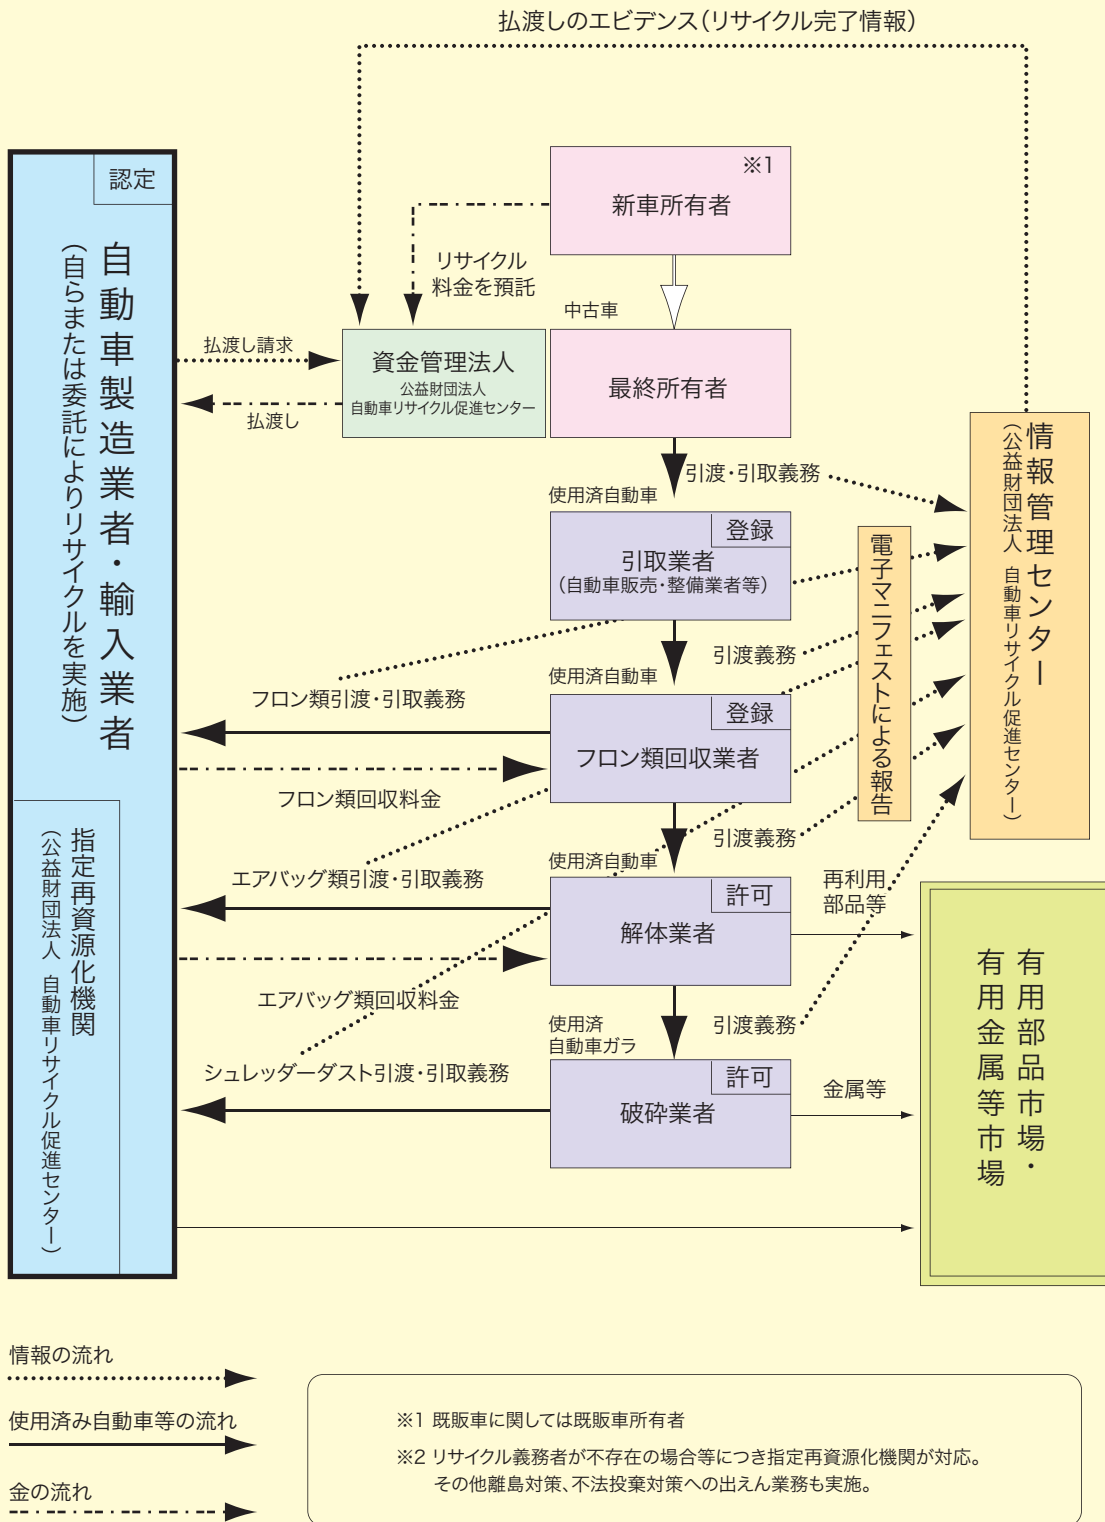 払渡しのエビデンス(リサイクル完了情報)
認定
自動車製造業者・輸入業者
(自らまたは委託によりリサイクルを実施)
指定再資源化機関
(公益財団法人 自動車リサイクル促進センター)
※1
新車所有者
リサイクル
料金を預託
中古車
払渡し請求
払渡し
資金管理法人
公益財団法人
自動車リサイクル促進センター
最終所有者
引渡・引取義務
使用済自動車
登録
引取業者
(自動車販売・整備業者等)
情報管理センター
(公益財団法人 自動車リサイクル促進センター)
電子マニフェストによる報告
引渡義務
使用済自動車
フロン類引渡・引取義務
登録
フロン類回収業者
フロン類回収料金
引渡義務
使用済自動車
エアバッグ類引渡・引取義務
許可
解体業者
再利用
部品等
エアバッグ類回収料金
使用済
自動車ガラ
引渡義務
シュレッダーダスト引渡・引取義務
許可
破砕業者
金属等
有用部品市場・
有用金属等市場
情報の流れ
使用済み自動車等の流れ
金の流れ
※1 既販車に関しては既販車所有者
※2 リサイクル義務者が不存在の場合等につき指定再資源化機関が対応。
その他離島対策、不法投棄対策への出えん業務も実施。